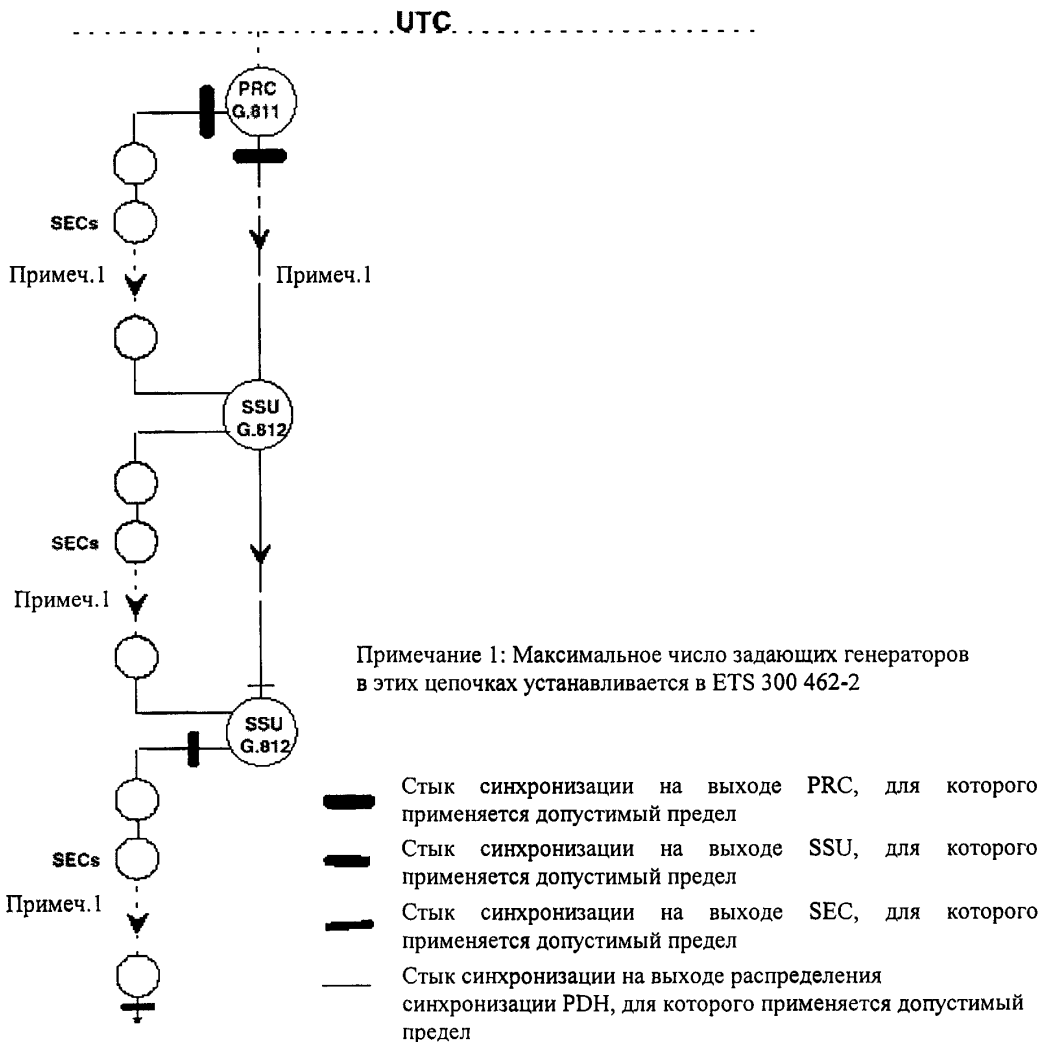 UTC
PRC
G.811
SECs
Примеч.1
Примеч.1
SSU
G.812
SECs
Примеч.1
Примечание 1: Максимальное число задающих генераторов
в этих цепочках устанавливается в ETS 300 462-2
SSU
G.812
SECs
Примеч.1
Стык синхронизации на выходе PRC, для которого
применяется допустимый предел
Стык синхронизации на выходе SSU, для которого
применяется допустимый предел
Стык синхронизации на выходе SEC, для которого
применяется допустимый предел
Стык синхронизации на выходе распределения
синхронизации PDH, для которого применяется допустимый
предел